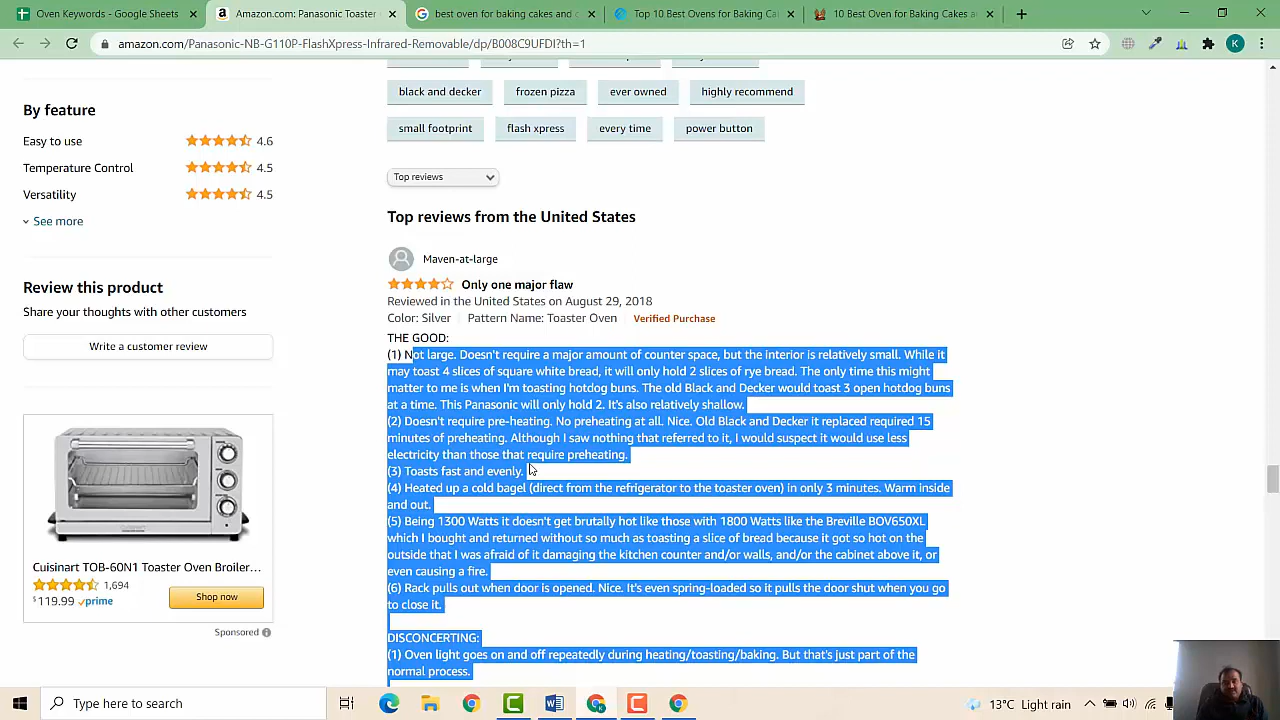 Oven Keywords - Google Sheets
Amazon.com: Panasonic Toaster
best oven for baking cakes and
Top 10 Best Ovens for Baking Ca
10 Best Oven for Baking Cakes a
amazon.com/Panasonic-NB-G110P-FlashXpress-Infrared-Removable/dp/B008C9UFDI?th=1
K
By feature
Easy to use 4.6
Temperature Control 4.5
Versatility 4.5
See more
Review this product
Share your thoughts with other customers
Write a customer review
Cuisinart TOB-60N1 Toaster Oven Broiler…
1,694
$119.99 prime
Shop now
Sponsored
black and decker frozen pizza ever owned highly recommend
small footprint flash xpress every time power button
Top reviews
Top reviews from the United States
Maven-at-large
Only one major flaw
Reviewed in the United States on August 29, 2018
Color: Silver Pattern Name: Toaster Oven Verified Purchase
THE GOOD:
(1) Not large. Doesn't require a major amount of counter space, but the interior is relatively small. While it
may toast 4 slices of square white bread, it will only hold 2 slices of rye bread. The only time this might
matter to me is when I'm toasting hotdog buns. The old Black and Decker would toast 3 open hotdog buns
at a time. This Panasonic will only hold 2. It's also relatively shallow.
(2) Doesn't require pre-heating. No preheating at all. Nice. Old Black and Decker it replaced required 15
minutes of preheating. Although I saw nothing that referred to it, I would suspect it would use less
electricity than those that require preheating.
(3) Toasts fast and evenly.
(4) Heated up a cold bagel (direct from the refrigerator to the toaster oven) in only 3 minutes. Warm inside
and out.
(5) Being 1300 Watts it doesn't get brutally hot like those with 1800 Watts like the Breville BOV650XL
which I bought and returned without so much as toasting a slice of bread because it got so hot on the
outside that I was afraid of it damaging the kitchen counter and/or walls, and/or the cabinet above it, or
even causing a fire.
(6) Rack pulls out when door is opened. Nice. It's even spring-loaded so it pulls the door shut when you go
to close it.
DISCONCERTING:
(1) Oven light goes on and off repeatedly during heating/toasting/baking. But that's just part of the
normal process.
Type here to search
13°C Light rain